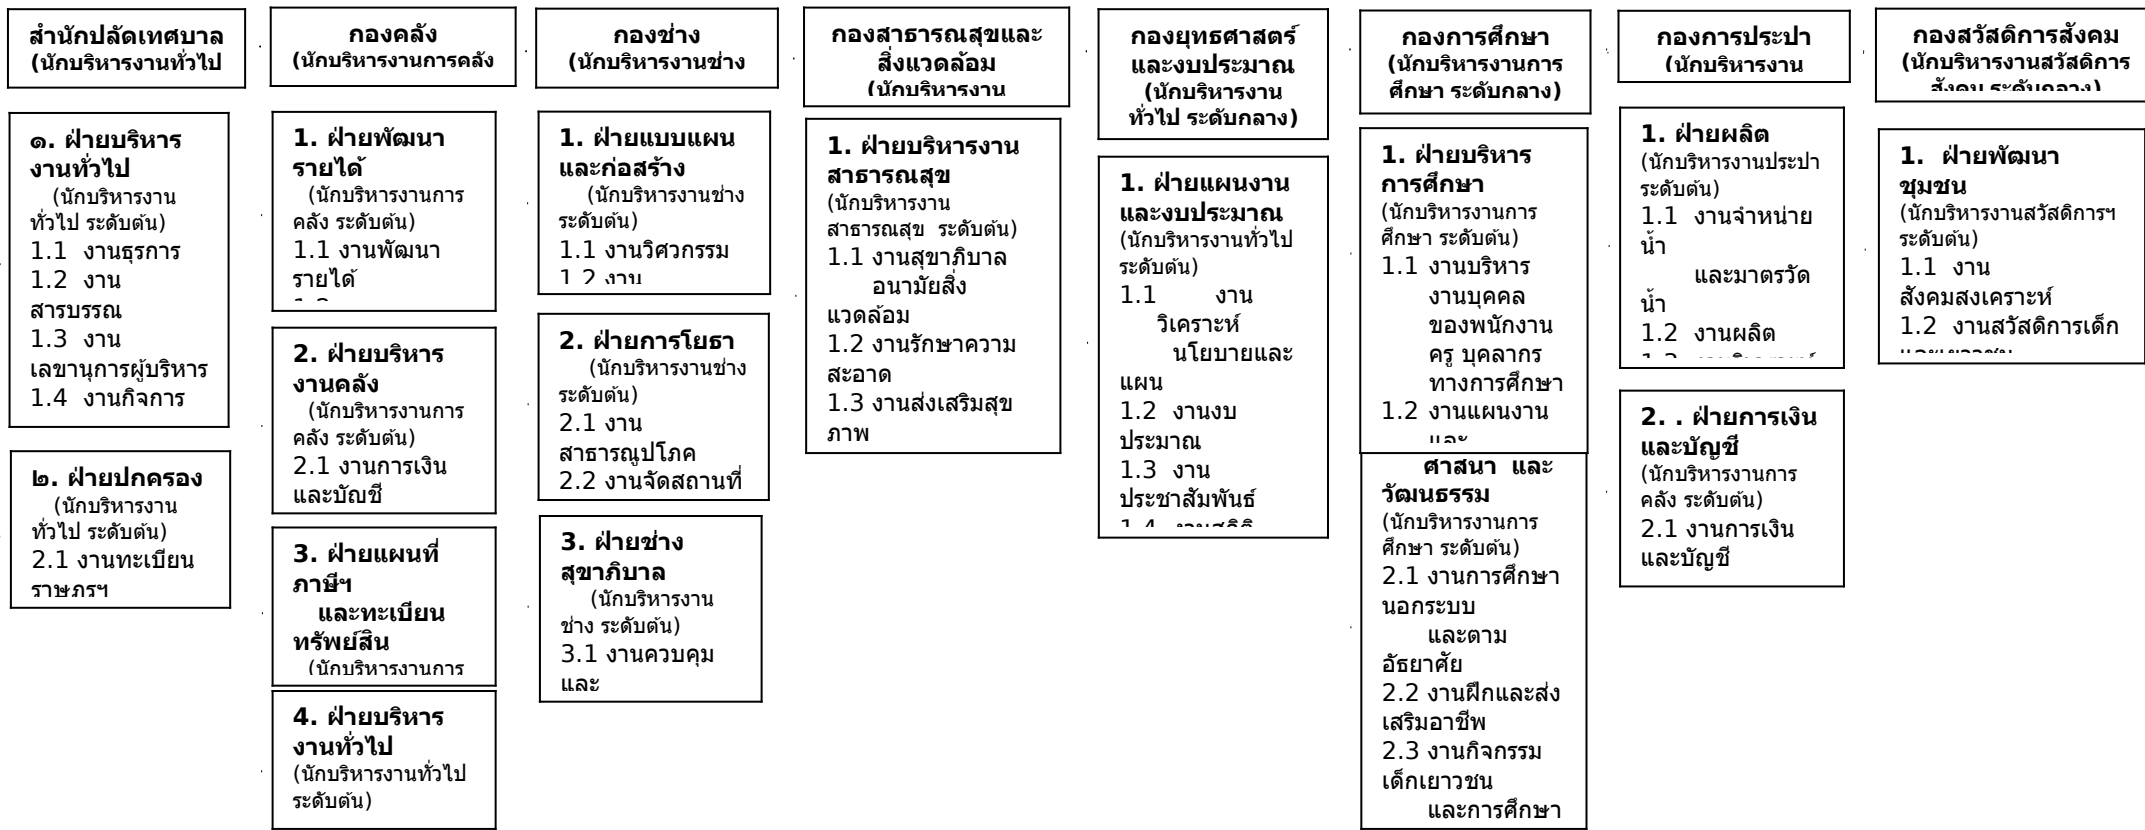 สำนักปลัดเทศบาล
(นักบริหารงานทั่วไป
กองคลัง
(นักบริหารงานการคลัง
กองช่าง
(นักบริหารงานช่าง
กองสาธารณสุขและ
สิ่งแวดล้อม
(นักบริหารงาน
กองยุทธศาสตร์
และงบประมาณ
(นักบริหารงาน
ทั่วไป ระดับกลาง)
กองการศึกษา
(นักบริหารงานการ
ศึกษา ระดับกลาง)
กองการประปา
(นักบริหารงาน
กองสวัสดิการสังคม
(นักบริหารงานสวัสดิการ
สังคม ระดับกลาง)
๑. ฝ่ายบริหาร
งานทั่วไป
(นักบริหารงาน
ทั่วไป ระดับต้น)
1.1 งานธุรการ
1.2 งาน
สารบรรณ
1.3 งาน
เลขานุการผู้บริหาร
1.4 งานกิจการ
๒. ฝ่ายปกครอง
(นักบริหารงาน
ทั่วไป ระดับต้น)
2.1 งานทะเบียน
ราษฎรฯ
1. ฝ่ายพัฒนา
รายได้
(นักบริหารงานการ
คลัง ระดับต้น)
1.1 งานพัฒนา
รายได้
2. ฝ่ายบริหาร
งานคลัง
(นักบริหารงานการ
คลัง ระดับต้น)
2.1 งานการเงิน
และบัญชี
3. ฝ่ายแผนที่
ภาษีฯ
และทะเบียน
ทรัพย์สิน
(นักบริหารงานการ
4. ฝ่ายบริหาร
งานทั่วไป
(นักบริหารงานทั่วไป
ระดับต้น)
1. ฝ่ายแบบแผน
และก่อสร้าง
(นักบริหารงานช่าง
ระดับต้น)
1.1 งานวิศวกรรม
1.2 งาน
2. ฝ่ายการโยธา
(นักบริหารงานช่าง
ระดับต้น)
2.1 งาน
สาธารณูปโภค
2.2 งานจัดสถานที่
3. ฝ่ายช่าง
สุขาภิบาล
(นักบริหารงาน
ช่าง ระดับต้น)
3.1 งานควบคุม
และ
1. ฝ่ายบริหารงาน
สาธารณสุข
(นักบริหารงาน
สาธารณสุข ระดับต้น)
1.1 งานสุขาภิบาล
อนามัยสิ่ง
แวดล้อม
1.2 งานรักษาความ
สะอาด
1.3 งานส่งเสริมสุข
ภาพ
1. ฝ่ายแผนงาน
และงบประมาณ
(นักบริหารงานทั่วไป
ระดับต้น)
1.1 งาน
วิเคราะห์
นโยบายและ
แผน
1.2 งานงบ
ประมาณ
1.3 งาน
ประชาสัมพันธ์
1.4 งานสถิติ
1. ฝ่ายบริหาร
การศึกษา
(นักบริหารงานการ
ศึกษา ระดับต้น)
1.1 งานบริหาร
งานบุคคล
ของพนักงาน
ครู บุคลากร
ทางการศึกษา
1.2 งานแผนงาน
และ
ศาสนา และ
วัฒนธรรม
(นักบริหารงานการ
ศึกษา ระดับต้น)
2.1 งานการศึกษา
นอกระบบ
และตาม
อัธยาศัย
2.2 งานฝึกและส่ง
เสริมอาชีพ
2.3 งานกิจกรรม
เด็กเยาวชน
และการศึกษา
1. ฝ่ายผลิต
(นักบริหารงานประปา
ระดับต้น)
1.1 งานจำหน่าย
น้ำ
และมาตรวัด
น้ำ
1.2 งานผลิต
2. . ฝ่ายการเงิน
และบัญชี
(นักบริหารงานการ
คลัง ระดับต้น)
2.1 งานการเงิน
และบัญชี
1. ฝ่ายพัฒนา
ชุมชน
(นักบริหารงานสวัสดิการฯ
ระดับต้น)
1.1 งาน
สังคมสงเคราะห์
1.2 งานสวัสดิการเด็ก
และเยาวชน